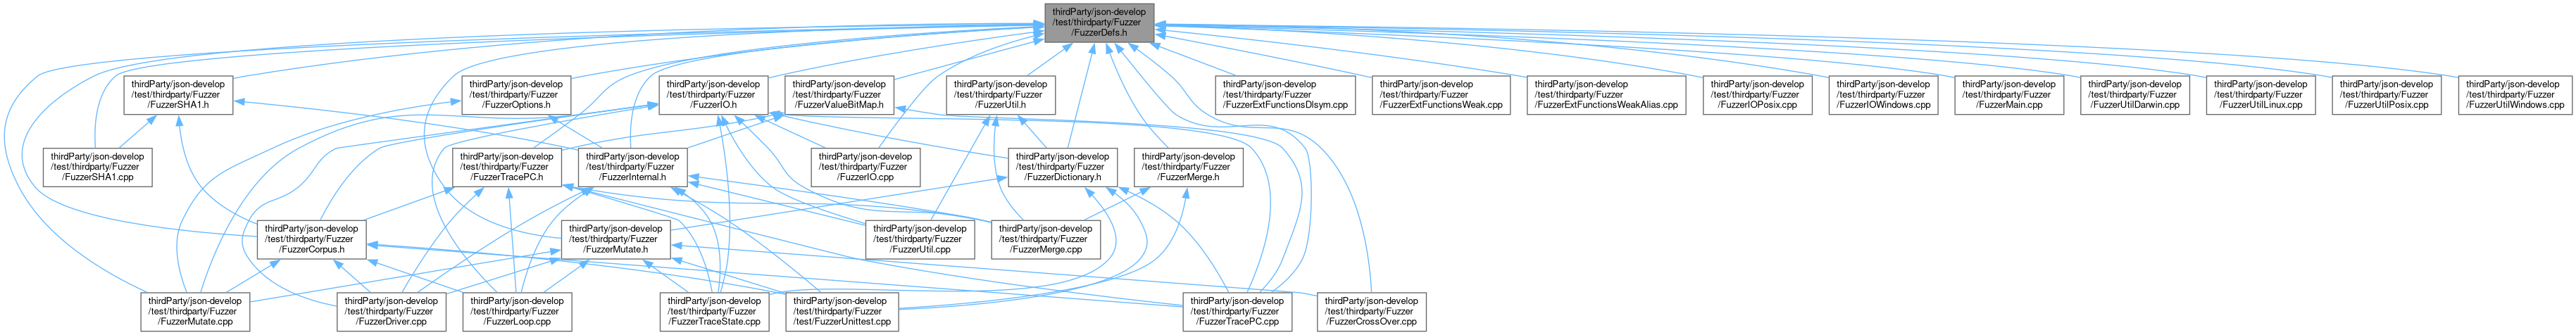 thirdParty/json-develop
/test/thirdparty/Fuzzer
/FuzzerDefs.h
thirdParty/json-develop
/test/thirdparty/Fuzzer
/FuzzerSHA1.h
thirdParty/json-develop
/test/thirdparty/Fuzzer
/FuzzerOptions.h
thirdParty/json-develop
/test/thirdparty/Fuzzer
/FuzzerIO.h
thirdParty/json-develop
/test/thirdparty/Fuzzer
/FuzzerValueBitMap.h
thirdParty/json-develop
/test/thirdparty/Fuzzer
/FuzzerUtil.h
thirdParty/json-develop
/test/thirdparty/Fuzzer
/FuzzerExtFunctionsDlsym.cpp
thirdParty/json-develop
/test/thirdparty/Fuzzer
/FuzzerExtFunctionsWeak.cpp
thirdParty/json-develop
/test/thirdparty/Fuzzer
/FuzzerExtFunctionsWeakAlias.cpp
thirdParty/json-develop
/test/thirdparty/Fuzzer
/FuzzerIOPosix.cpp
thirdParty/json-develop
/test/thirdparty/Fuzzer
/FuzzerIOWindows.cpp
thirdParty/json-develop
/test/thirdparty/Fuzzer
/FuzzerMain.cpp
thirdParty/json-develop
/test/thirdparty/Fuzzer
/FuzzerUtilDarwin.cpp
thirdParty/json-develop
/test/thirdparty/Fuzzer
/FuzzerUtilLinux.cpp
thirdParty/json-develop
/test/thirdparty/Fuzzer
/FuzzerUtilPosix.cpp
thirdParty/json-develop
/test/thirdparty/Fuzzer
/FuzzerUtilWindows.cpp
thirdParty/json-develop
/test/thirdparty/Fuzzer
/FuzzerSHA1.cpp
thirdParty/json-develop
/test/thirdparty/Fuzzer
/FuzzerTracePC.h
thirdParty/json-develop
/test/thirdparty/Fuzzer
/FuzzerInternal.h
thirdParty/json-develop
/test/thirdparty/Fuzzer
/FuzzerIO.cpp
thirdParty/json-develop
/test/thirdparty/Fuzzer
/FuzzerDictionary.h
thirdParty/json-develop
/test/thirdparty/Fuzzer
/FuzzerMerge.h
thirdParty/json-develop
/test/thirdparty/Fuzzer
/FuzzerCorpus.h
thirdParty/json-develop
/test/thirdparty/Fuzzer
/FuzzerMutate.h
thirdParty/json-develop
/test/thirdparty/Fuzzer
/FuzzerUtil.cpp
thirdParty/json-develop
/test/thirdparty/Fuzzer
/FuzzerMerge.cpp
thirdParty/json-develop
/test/thirdparty/Fuzzer
/FuzzerMutate.cpp
thirdParty/json-develop
/test/thirdparty/Fuzzer
/FuzzerDriver.cpp
thirdParty/json-develop
/test/thirdparty/Fuzzer
/FuzzerLoop.cpp
thirdParty/json-develop
/test/thirdparty/Fuzzer
/FuzzerTraceState.cpp
thirdParty/json-develop
/test/thirdparty/Fuzzer
/test/FuzzerUnittest.cpp
thirdParty/json-develop
/test/thirdparty/Fuzzer
/FuzzerTracePC.cpp
thirdParty/json-develop
/test/thirdparty/Fuzzer
/FuzzerCrossOver.cpp